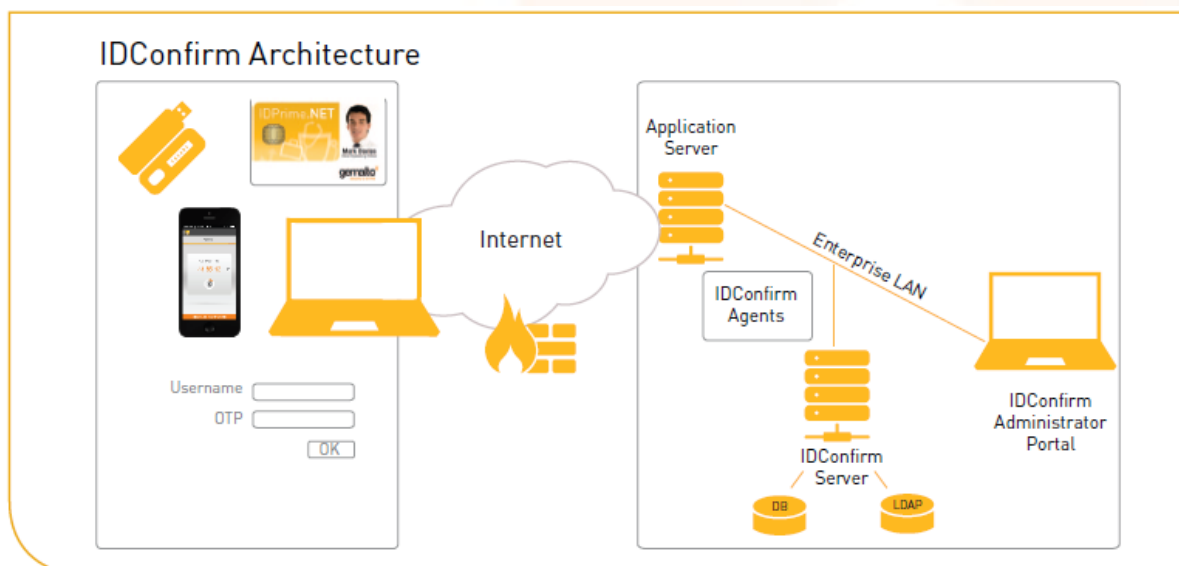 IDConfirm Architecture
IDPrime.NET
gemalto
Username
OTP
OK
Internet
Application
Server
Enterprise LAN
IDConfirm
Agents
IDConfirm
Server
DB
LDAP
IDConfirm
Administrator
Portal